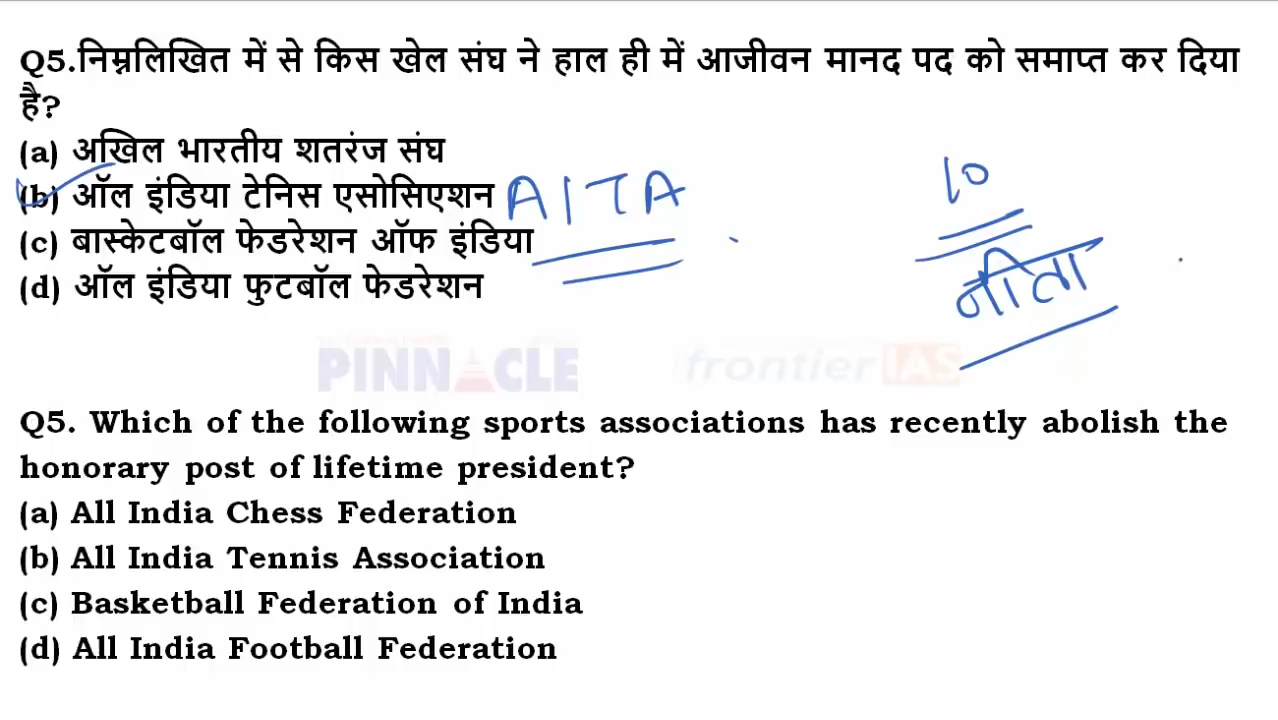 Q5.निम्नलिखित में से किस खेल संघ ने हाल ही में आजीवन मानद पद को समाप्त कर दिया
है?
(a) अखिल भारतीय शतरंज संघ
(b) ऑल इंडिया टेनिस एसोसिएशन AITA
(c) बास्केटबॉल फेडरेशन ऑफ इंडिया
(d) ऑल इंडिया फुटबॉल फेडरेशन
10
नीता
PINNACLE frontier IAS
Q5. Which of the following sports associations has recently abolish the
honorary post of lifetime president?
(a) All India Chess Federation
(b) All India Tennis Association
(c) Basketball Federation of India
(d) All India Football Federation